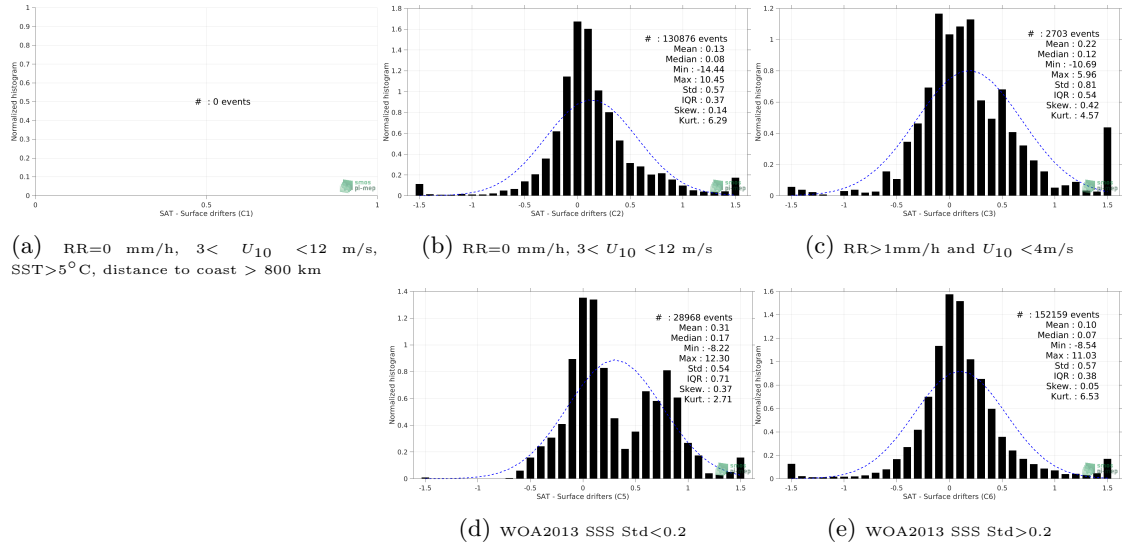 1
0.9
0.8
0.7
0.6
0.5
0.4
0.3
0.2
0.1
0
Normalized histogram
# : 0 events
0 0.5 1
SAT - Surface drifters (C1)
smos
pi-mep
(a) RR=0 mm/h, 3< U10 <12 m/s,
SST>5°C, distance to coast > 800 km
1.8
1.6
1.4
1.2
1
0.8
0.6
0.4
0.2
0
Normalized histogram
# : 130876 events
Mean : 0.13
Median : 0.08
Min : -14.44
Max : 10.45
Std : 0.57
IQR : 0.37
Skew. : 0.14
Kurt. : 6.29
-1.5 -1 -0.5 0 0.5 1 1.5
SAT - Surface drifters (C2)
smos
pi-mep
(b) RR=0 mm/h, 3< U10 <12 m/s
1.2
1
0.8
0.6
0.4
0.2
0
Normalized histogram
# : 2703 events
Mean : 0.22
Median : 0.12
Min : -10.69
Max : 5.96
Std : 0.81
IQR : 0.54
Skew. : 0.42
Kurt. : 4.57
-1.5 -1 -0.5 0 0.5 1 1.5
SAT - Surface drifters (C3)
smos
pi-mep
(c) RR>1mm/h and U10 <4m/s
1.4
1.2
1
0.8
0.6
0.4
0.2
0
Normalized histogram
# : 28968 events
Mean : 0.31
Median : 0.17
Min : -8.22
Max : 12.30
Std : 0.54
IQR : 0.71
Skew. : 0.37
Kurt. : 2.71
-1.5 -1 -0.5 0 0.5 1 1.5
SAT - Surface drifters (C5)
smos
pi-mep
(d) WOA2013 SSS Std<0.2
1.6
1.4
1.2
1
0.8
0.6
0.4
0.2
0
Normalized histogram
# : 152159 events
Mean : 0.10
Median : 0.07
Min : -8.54
Max : 11.03
Std : 0.57
IQR : 0.38
Skew. : 0.05
Kurt. : 6.53
-1.5 -1 -0.5 0 0.5 1 1.5
SAT - Surface drifters (C6)
smos
pi-mep
(e) WOA2013 SSS Std>0.2